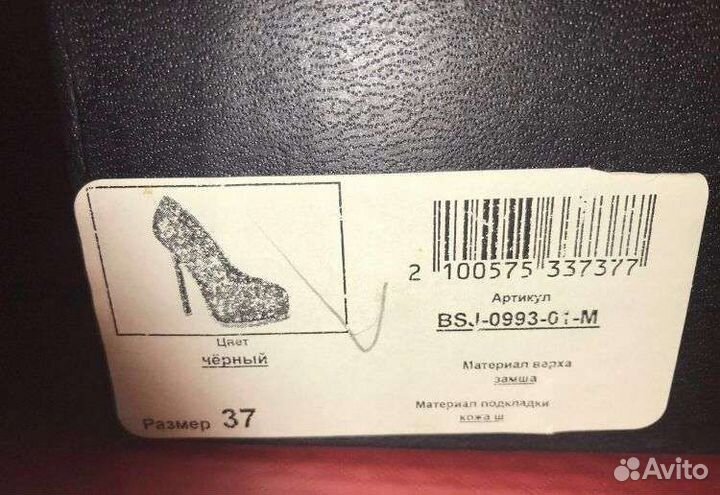 2 100575 337377
Артикул
BSJ-0993-01-M
Цвет
чёрный
Материал верха
замша
Материал подкладки
кожа ш
Размер 37
Avito